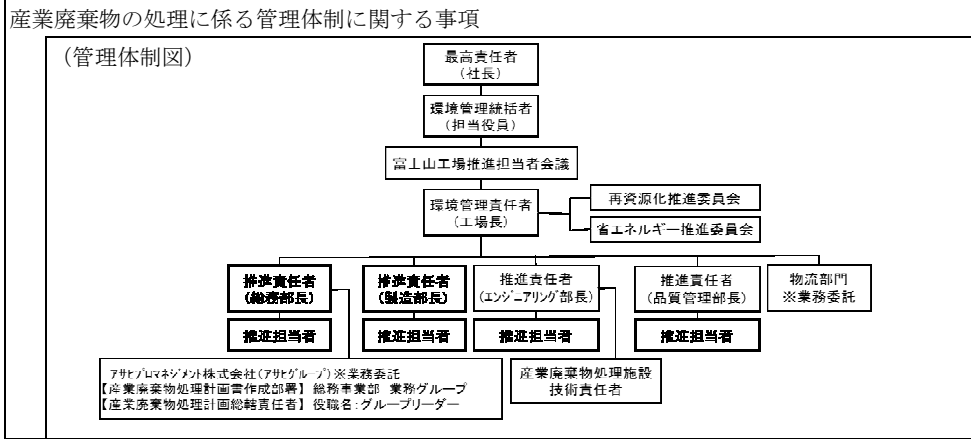 産業廃棄物の処理に係る管理体制に関する事項
（管理体制図）
最高責任者
（社長）
環境管理統括者
（担当役員）
富士山工場推進担当者会議
環境管理責任者
（工場長）
再資源化推進委員会
省エネルギー推進委員会
推進責任者
（総務部長）
推進責任者
（製造部長）
推進責任者
（エンジニアリング部長）
推進責任者
（品質管理部長）
物流部門
※業務委託
推進担当者
推進担当者
推進担当者
推進担当者
アサヒプロマネジメント株式会社（アサヒグループ）※業務委託
【産業廃棄物処理計画書作成部署】 総務事業部 業務グループ
【産業廃棄物処理計画総轄責任者】 役職名：グループリーダー
産業廃棄物処理施設
技術責任者